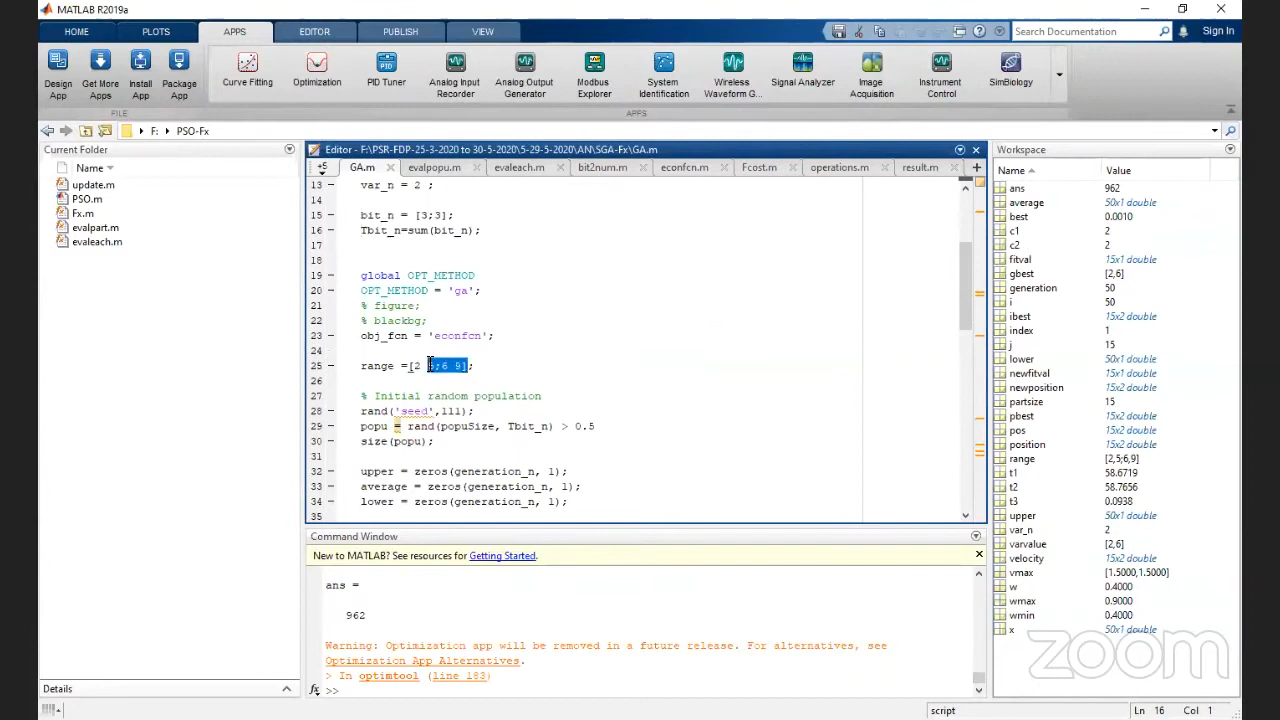 MATLAB R2019a
HOME PLOTS APPS EDITOR PUBLISH VIEW Search Documentation Sign In
Design App
Get More Apps
Install App
Package App
Curve Fitting
Optimization
PID Tuner
Analog Input Recorder
Analog Output Generator
Modbus Explorer
System Identification
Wireless Waveform G...
Signal Analyzer
Image Acquisition
Instrument Control
SimBiology
FILE APPS
F: PSO-Fx
Current Folder
Name
update.m
PSO.m
Fx.m
evalpart.m
evaleach.m
Details
Editor - F:\PSR-FDP-25-3-2020 to 30-5-2020\5-29-5-2020\AN\SGA-Fx\GA.m
+5 GA.m evalpopu.m evaleach.m bit2num.m econfcn.m Fcost.m operations.m result.m
13 - var_n = 2 ;
14
15 - bit_n = [3;3];
16 - Tbit_n=sum(bit_n);
17
18
19 - global OPT_METHOD
20 - OPT_METHOD = 'ga';
21 % figure;
22 % blackbg;
23 - obj_fcn = 'econfcn';
24
25 - range =[2 5;6 9];
26
27 % Initial random population
28 - rand('seed',111);
29 - popu = rand(popuSize, Tbit_n) > 0.5
30 - size(popu);
31
32 - upper = zeros(generation_n, 1);
33 - average = zeros(generation_n, 1);
34 - lower = zeros(generation_n, 1);
35
Command Window
New to MATLAB? See resources for Getting Started.
ans =
962
Warning: Optimization app will be removed in a future release. For alternatives, see
Optimization App Alternatives.
> In optimtool (line 183)
fx >>
Workspace
Name Value
ans 962
average 50x1 double
best 0.0010
c1 2
c2 2
fitval 15x1 double
gbest [2,6]
generation 50
i 50
ibest 15x2 double
index 1
j 15
lower 50x1 double
newfitval 15x1 double
newposition 15x2 double
partsize 15
pbest 15x2 double
pos 15x2 double
position 15x2 double
range [2,5;6,9]
t1 58.6719
t2 58.7656
t3 0.0938
upper 50x1 double
var_n 2
varvalue [2,6]
velocity 15x2 double
vmax [1.5000,1.5000]
w 0.4000
wmax 0.9000
wmin 0.4000
x 50x1 double
zoom
script Ln 16 Col 1